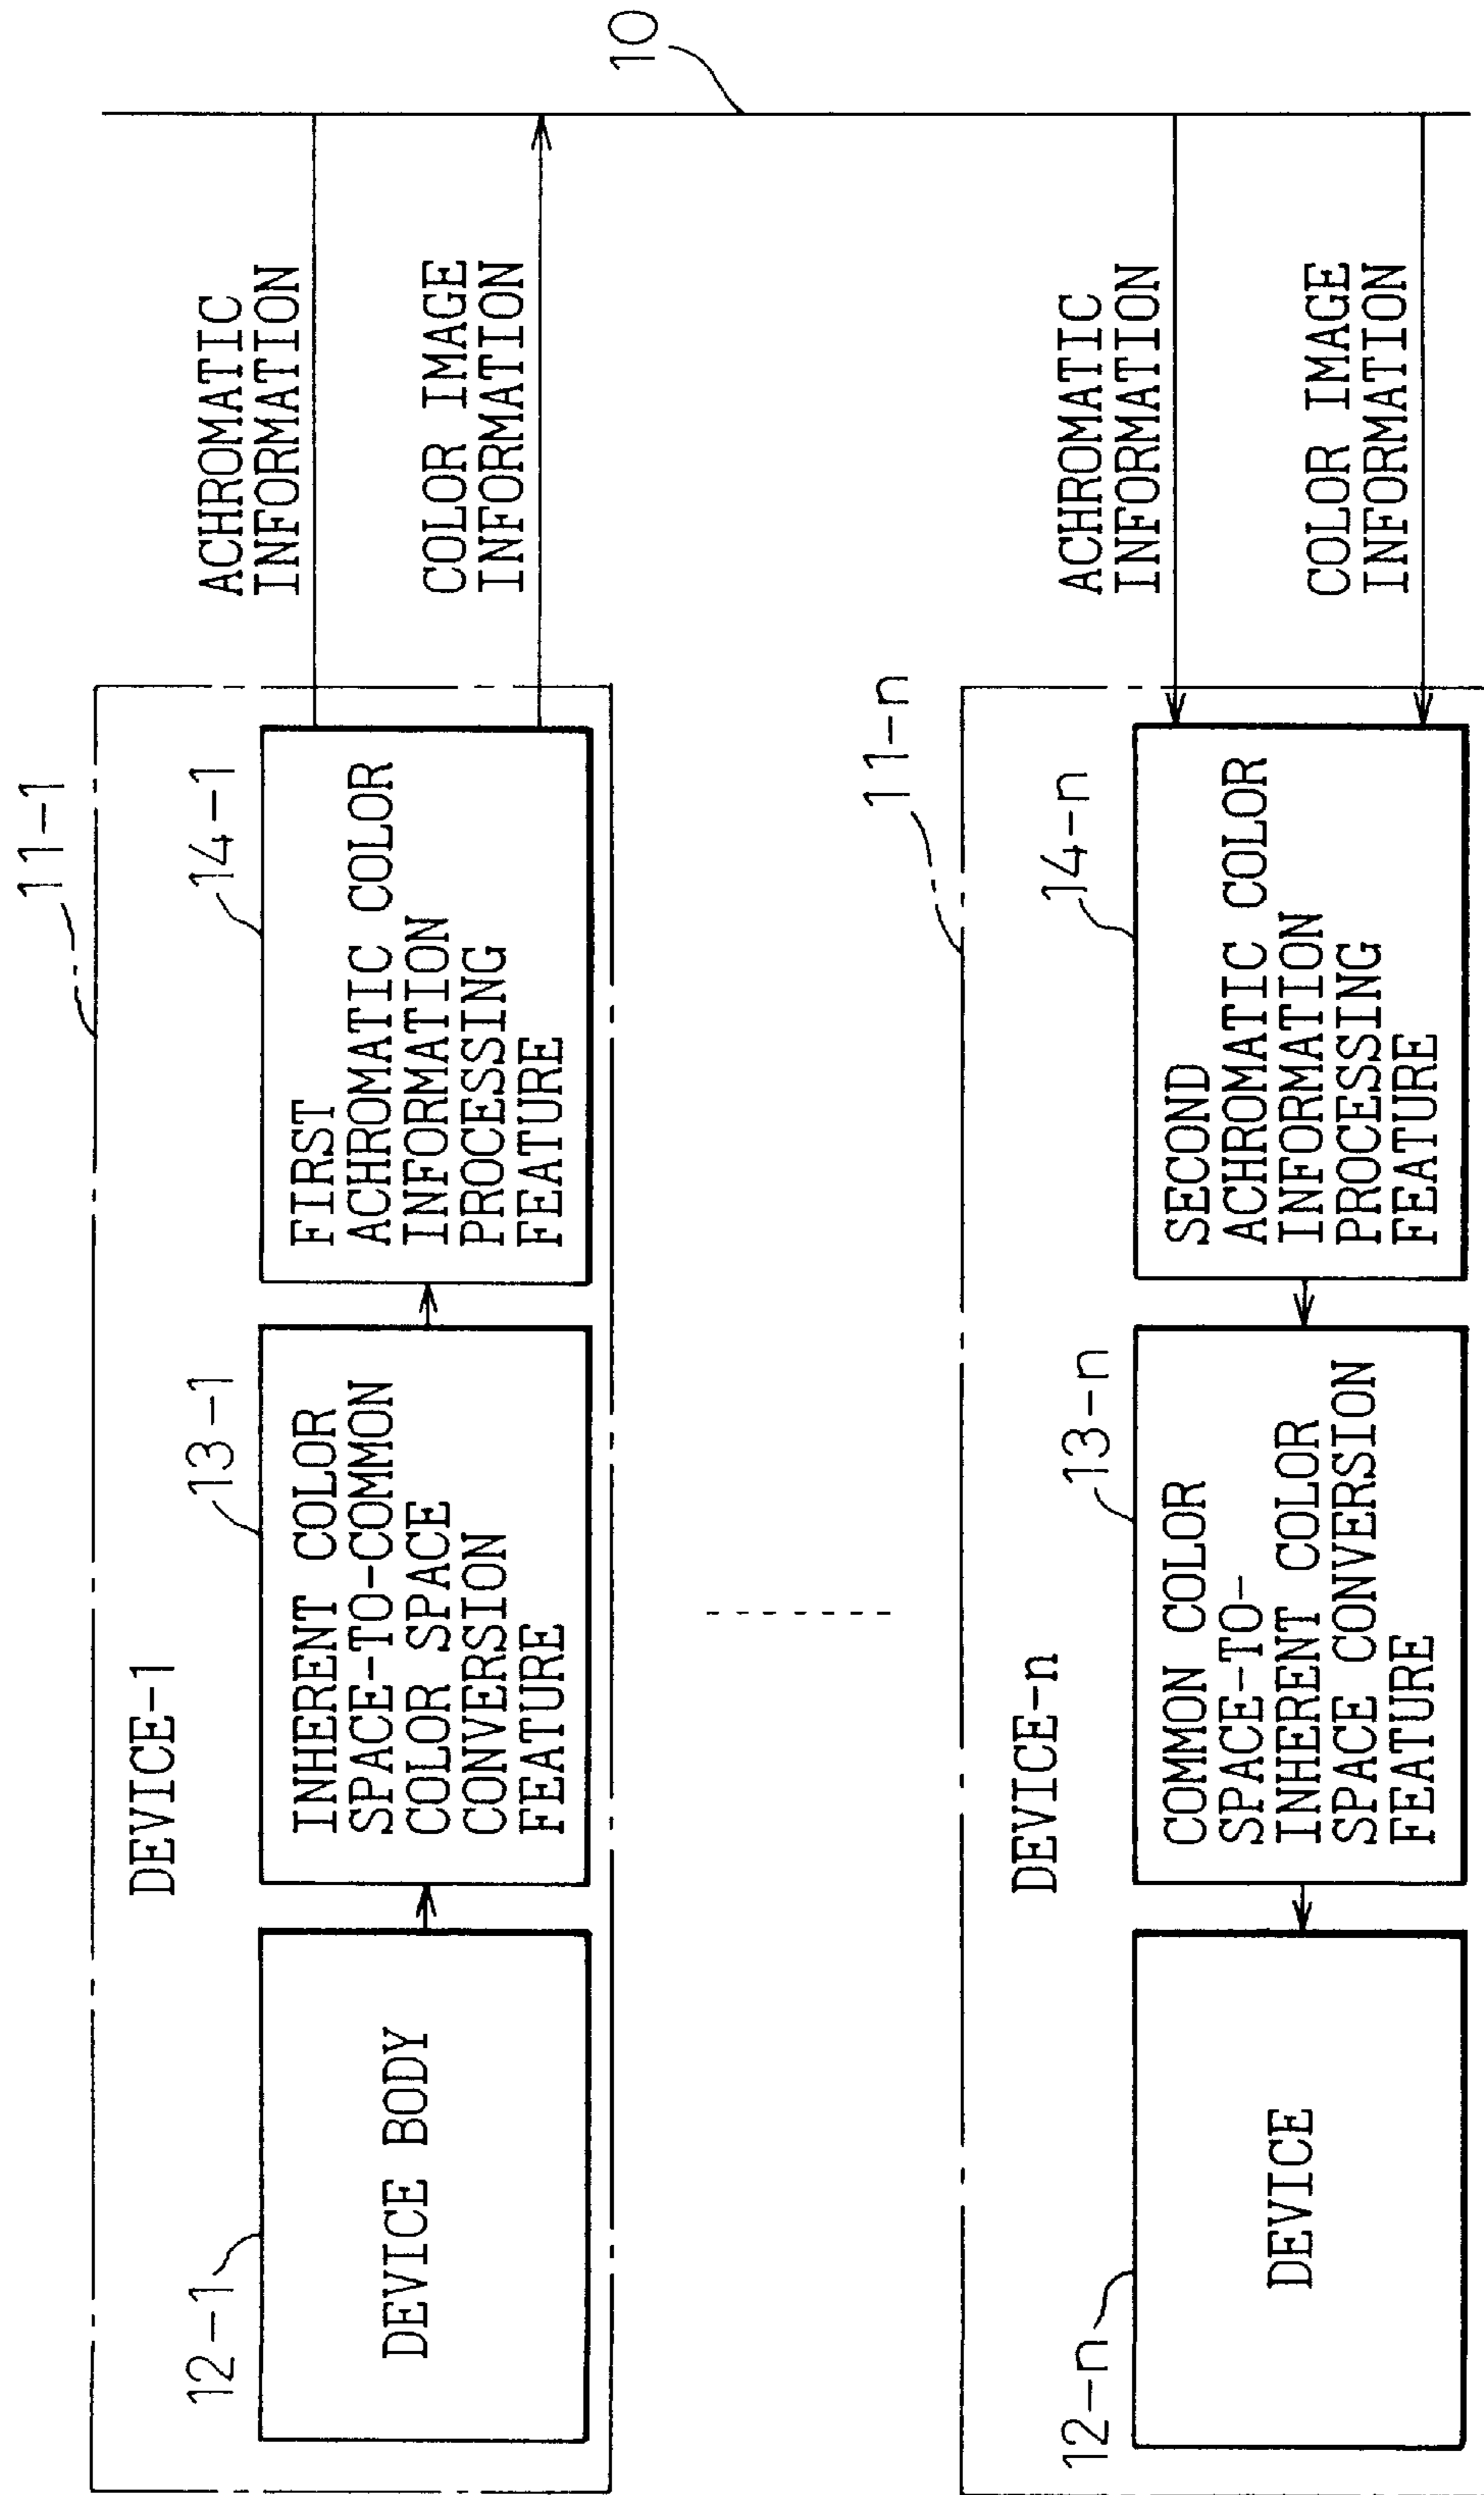 11-1
DEVICE-1
12-1
DEVICE BODY
13-1
INHERENT COLOR
SPACE-TO-COMMON
COLOR SPACE
CONVERSION
FEATURE
14-1
FIRST
ACHROMATIC COLOR
INFORMATION
PROCESSING
FEATURE
ACHROMATIC
INFORMATION
COLOR IMAGE
INFORMATION
10
11-n
DEVICE-n
12-n
DEVICE
13-n
COMMON COLOR
SPACE-TO-
INHERENT COLOR
SPACE CONVERSION
FEATURE
14-n
SECOND
ACHROMATIC COLOR
INFORMATION
PROCESSING
FEATURE
ACHROMATIC
INFORMATION
COLOR IMAGE
INFORMATION